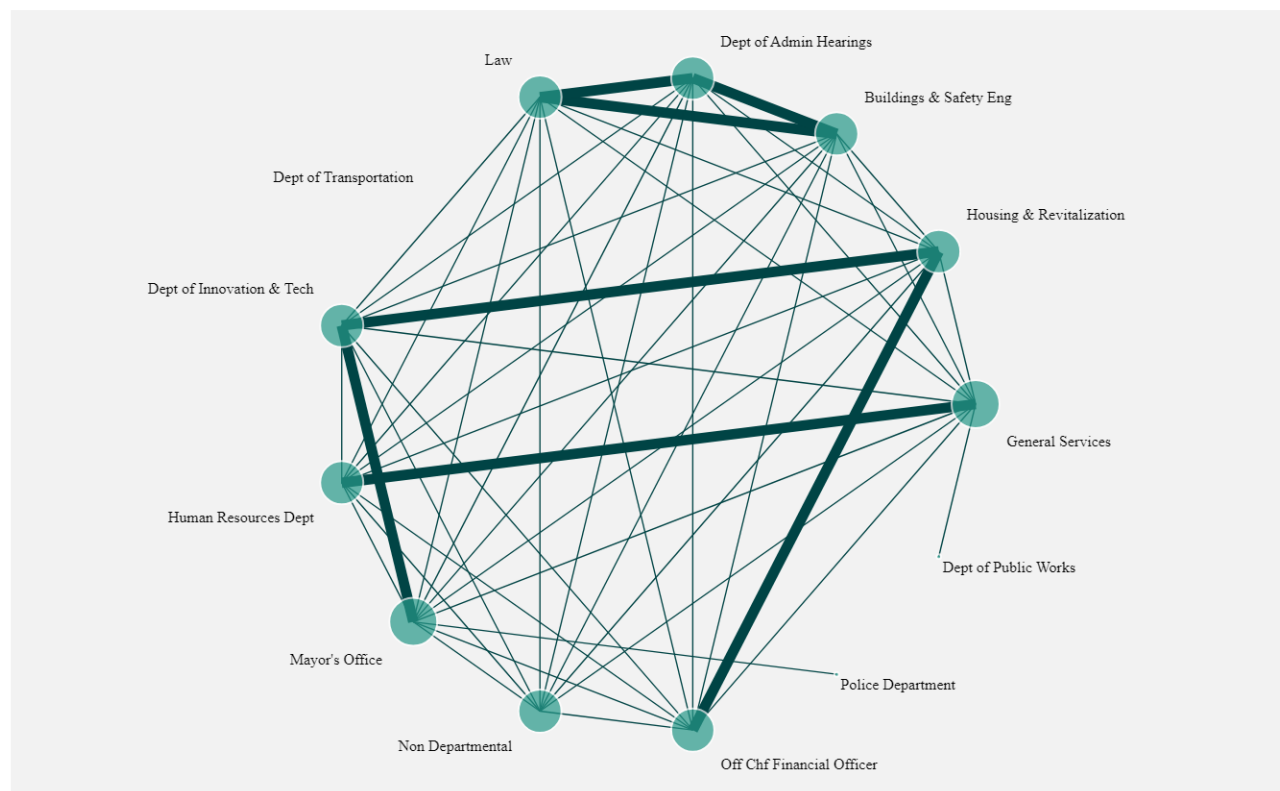 Dept of Admin Hearings
Law
Buildings & Safety Eng
Dept of Transportation
Housing & Revitalization
Dept of Innovation & Tech
General Services
Human Resources Dept
Dept of Public Works
Mayor's Office
Police Department
Non Departmental
Off Chf Financial Officer